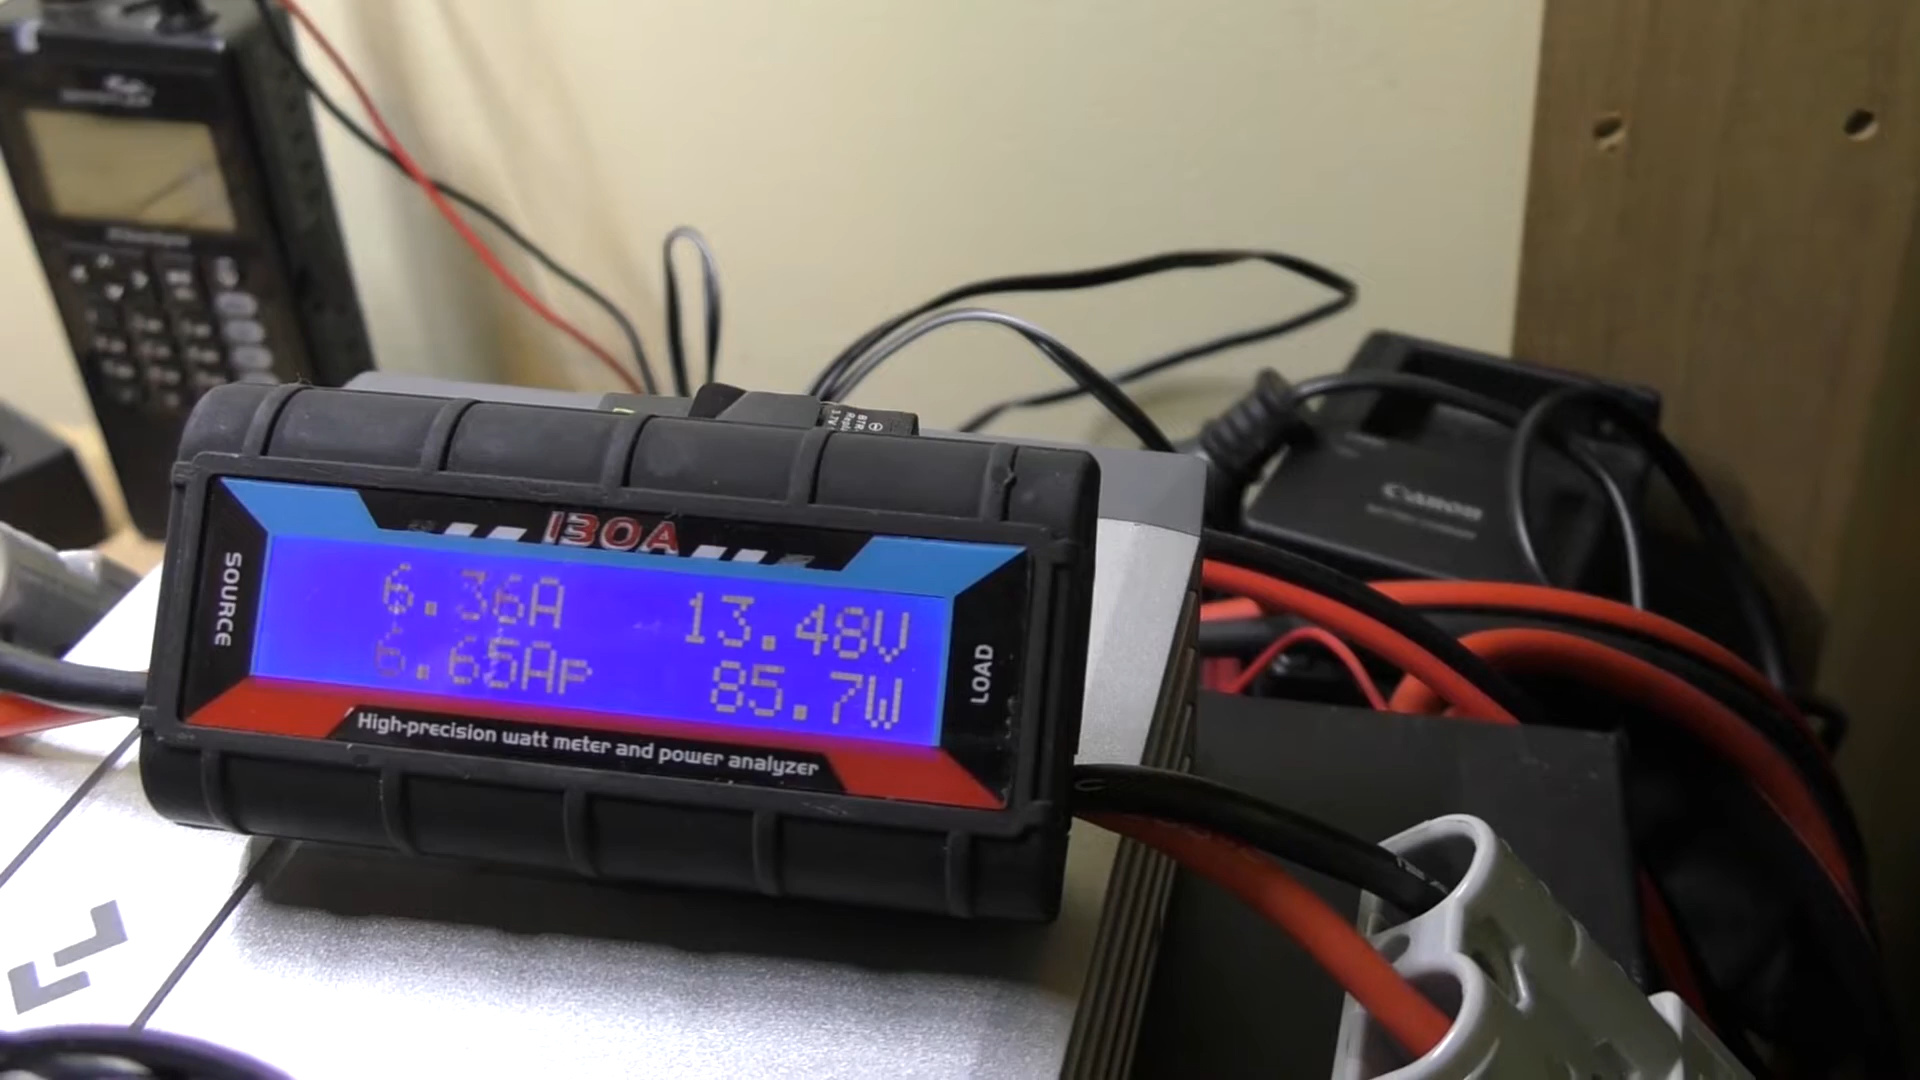 130A
SOURCE
6.36A 13.48V
6.65Ap 85.7W
LOAD
High-precision watt meter and power analyzer
Canon